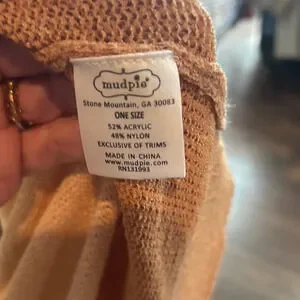 mudpie
Stone Mountain, GA 30083
ONE SIZE
52% ACRYLIC
48% NYLON
EXCLUSIVE OF TRIMS
MADE IN CHINA
www.mudpie.com
RN131993